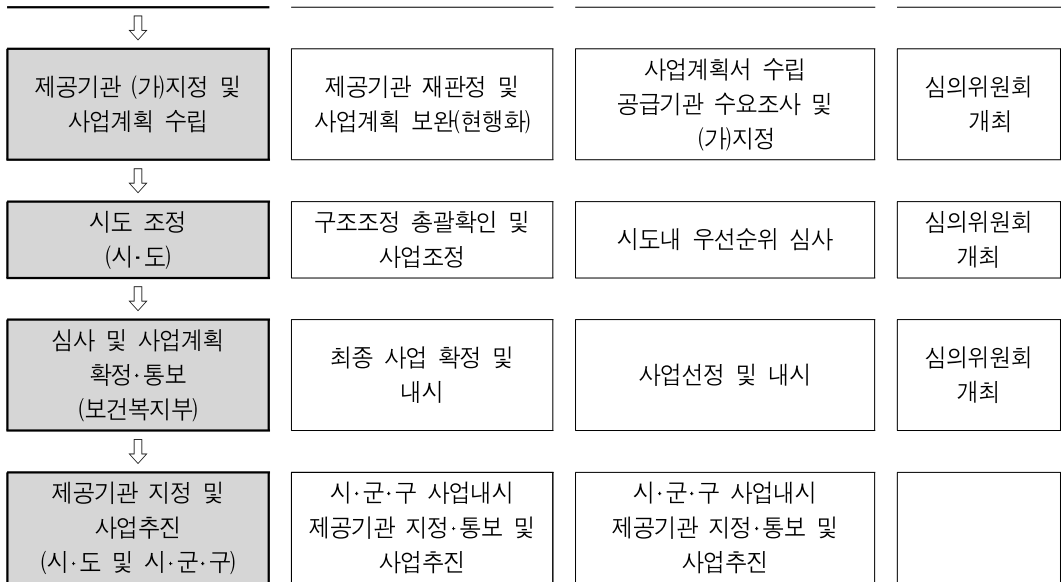 제공기관 (가)지정 및
사업계획 수립
제공기관 재판정 및
사업계획 보완(현행화)
사업계획서 수립
공급기관 수요조사 및
(가)지정
심의위원회
개최
시도 조정
(시·도)
구조조정 총괄확인 및
사업조정
시도내 우선순위 심사
심의위원회
개최
심사 및 사업계획
확정·통보
(보건복지부)
최종 사업 확정 및
내시
사업선정 및 내시
심의위원회
개최
제공기관 지정 및
사업추진
(시·도 및 시·군·구)
시·군·구 사업내시
제공기관 지정·통보 및
사업추진
시·군·구 사업내시
제공기관 지정·통보 및
사업추진